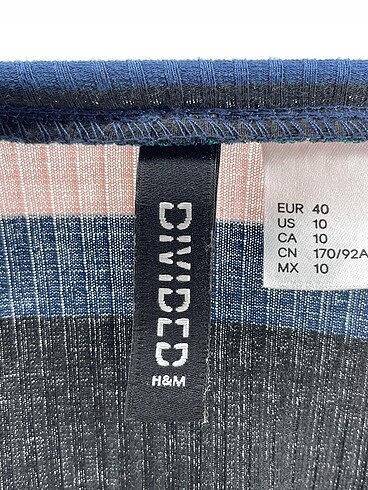 DIVIDED
H&M
EUR 40
US 10
CA 10
CN 170/92A
MX 10